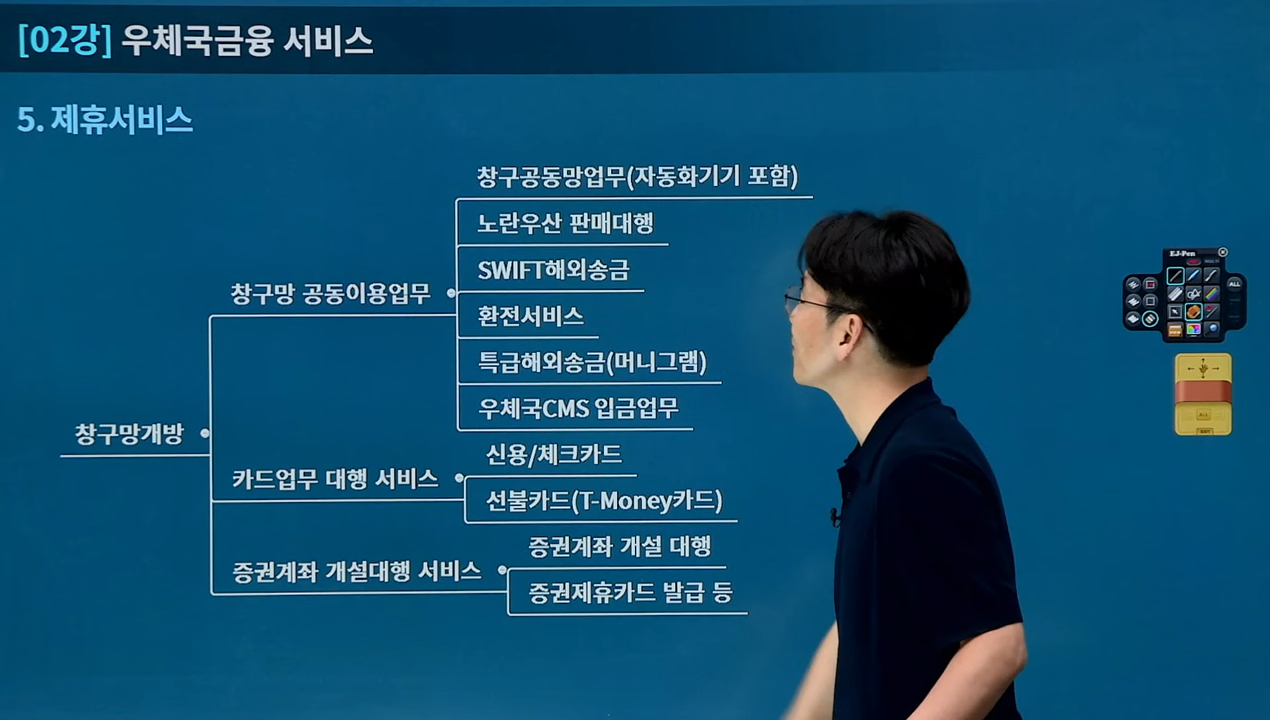 [02강] 우체국금융 서비스
5. 제휴서비스
창구망개방
창구망 공동이용업무
창구공동망업무(자동화기기 포함)
노란우산 판매대행
SWIFT해외송금
환전서비스
특급해외송금(머니그램)
우체국CMS 입금업무
카드업무 대행 서비스
신용/체크카드
선불카드(T-Money카드)
증권계좌 개설대행 서비스
증권계좌 개설 대행
증권제휴카드 발급 등
EJ-Pen
ALL
ALL